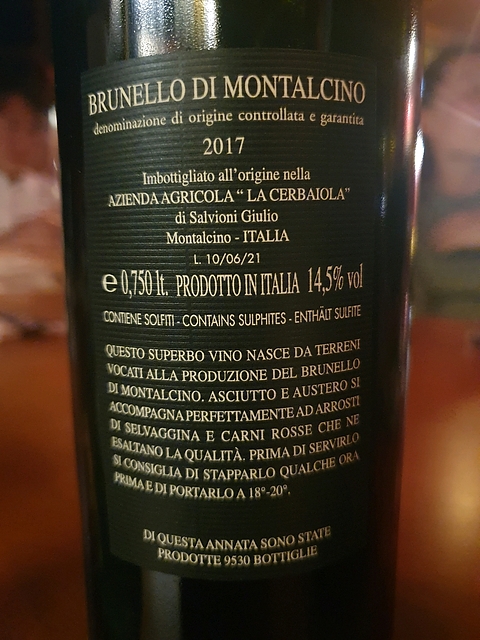 BRUNELLO DI MONTALCINO
denominazione di origine controllata e garantita
2017
Imbottigliato all'origine nella
AZIENDA AGRICOLA “ LA CERBAIOLA”
di Salvioni Giulio
Montalcino - ITALIA
L. 10/06/21
e 0,750 lt. PRODOTTO IN ITALIA 14,5% vol
CONTIENE SOLFITI - CONTAINS SULPHITES - ENTHÄLT SULFITE
QUESTO SUPERBO VINO NASCE DA TERRENI
VOCATI ALLA PRODUZIONE DEL BRUNELLO
DI MONTALCINO. ASCIUTTO E AUSTERO SI
ACCOMPAGNA PERFETTAMENTE AD ARROSTI
DI SELVAGGINA E CARNI ROSSE CHE NE
ESALTANO LA QUALITÀ. PRIMA DI SERVIRLO
SI CONSIGLIA DI STAPPARLO QUALCHE ORA
PRIMA E DI PORTARLO A 18°-20°.
DI QUESTA ANNATA SONO STATE
PRODOTTE 9530 BOTTIGLIE